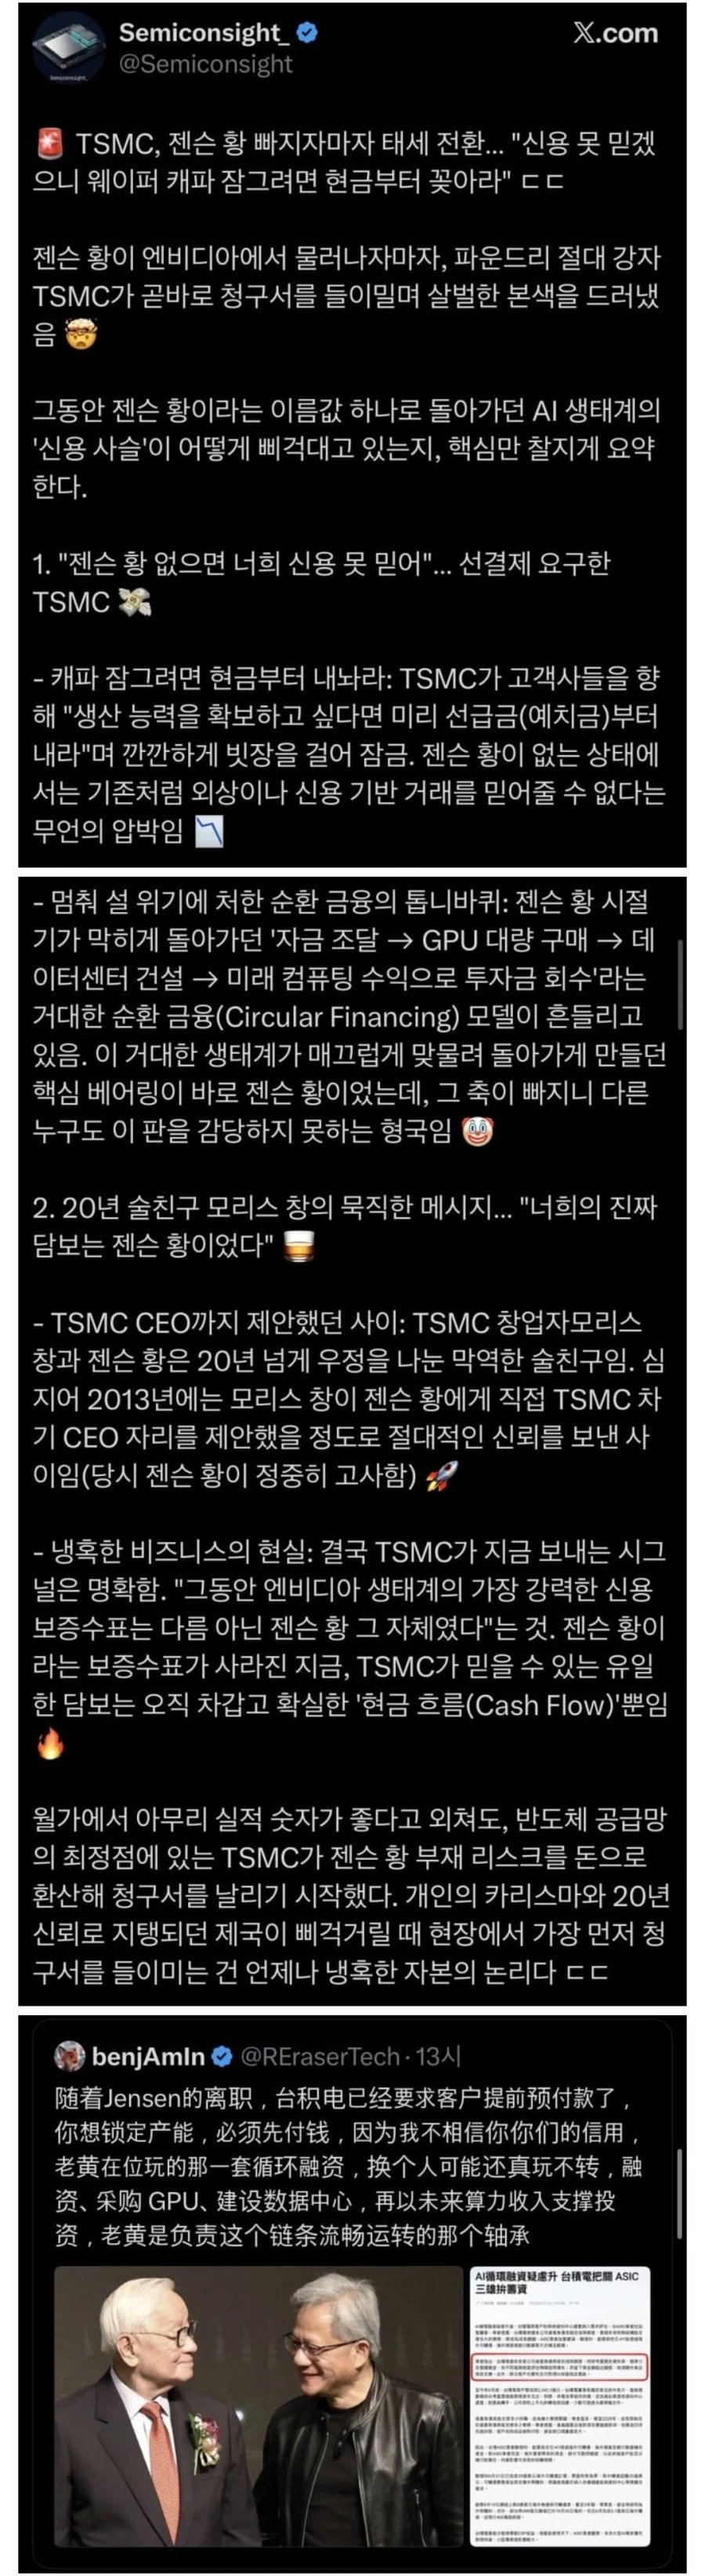 Semiconsight_
X.com
@Semiconsight
🚨 TSMC, 젠슨 황 빠지자마자 태세 전환... "신용 못 믿겠
으니 웨이퍼 캐파 잠그려면 현금부터 꽂아라" ㄷㄷ
젠슨 황이 엔비디아에서 물러나자마자, 파운드리 절대 강자
TSMC가 곧바로 청구서를 들이밀며 살벌한 본색을 드러냈
음 🤯
그동안 젠슨 황이라는 이름값 하나로 돌아가던 AI 생태계의
'신용 사슬'이 어떻게 삐걱대고 있는지, 핵심만 찰지게 요약
한다.
1. "젠슨 황 없으면 너희 신용 못 믿어"... 선결제 요구한
TSMC 💸
- 캐파 잠그려면 현금부터 내놔라: TSMC가 고객사들을 향
해 "생산 능력을 확보하고 싶다면 미리 선급금(예치금)부터
내라"며 깐깐하게 빗장을 걸어 잠금. 젠슨 황이 없는 상태에
서는 기존처럼 외상이나 신용 기반 거래를 믿어줄 수 없다는
무언의 압박임 📉
- 멈춰 설 위기에 처한 순환 금융의 톱니바퀴: 젠슨 황 시절
기가 막히게 돌아가던 '자금 조달 → GPU 대량 구매 → 데
이터센터 건설 → 미래 컴퓨팅 수익으로 투자금 회수'라는
거대한 순환 금융(Circular Financing) 모델이 흔들리고
있음. 이 거대한 생태계가 매끄럽게 맞물려 돌아가게 만들던
핵심 베어링이 바로 젠슨 황이었는데, 그 축이 빠지니 다른
누구도 이 판을 감당하지 못하는 형국임 🤡
2. 20년 술친구 모리스 창의 묵직한 메시지... "너희의 진짜
담보는 젠슨 황이었다" 🥃
- TSMC CEO까지 제안했던 사이: TSMC 창업자모리스
창과 젠슨 황은 20년 넘게 우정을 나눈 막역한 술친구임. 심
지어 2013년에는 모리스 창이 젠슨 황에게 직접 TSMC 차
기 CEO 자리를 제안했을 정도로 절대적인 신뢰를 보낸 사
이임(당시 젠슨 황이 정중히 고사함) 🚀
- 냉혹한 비즈니스의 현실: 결국 TSMC가 지금 보내는 시그
널은 명확함. "그동안 엔비디아 생태계의 가장 강력한 신용
보증수표는 다름 아닌 젠슨 황 그 자체였다"는 것. 젠슨 황이
라는 보증수표가 사라진 지금, TSMC가 믿을 수 있는 유일
한 담보는 오직 차갑고 확실한 '현금 흐름(Cash Flow)'뿐임
🔥
월가에서 아무리 실적 숫자가 좋다고 외쳐도, 반도체 공급망
의 최정점에 있는 TSMC가 젠슨 황 부재 리스크를 돈으로
환산해 청구서를 날리기 시작했다. 개인의 카리스마와 20년
신뢰로 지탱되던 제국이 삐걱거릴 때 현장에서 가장 먼저 청
구서를 들이미는 건 언제나 냉혹한 자본의 논리다 ㄷㄷ
benjAmIn @REraserTech · 13시
随着Jensen的离职，台积电已经要求客户提前预付款了，
你想锁定产能，必须先付钱，因为我不相信你你们的信用，
老黄在位玩的那一套循环融资，换个人可能还真玩不转，融
资、采购 GPU、建设数据中心，再以未来算力收入支撑投
资，老黄是负责这个链条流畅运转的那个轴承
AI循環融資疑慮升 台積電把關 ASIC
三雄拚籌資